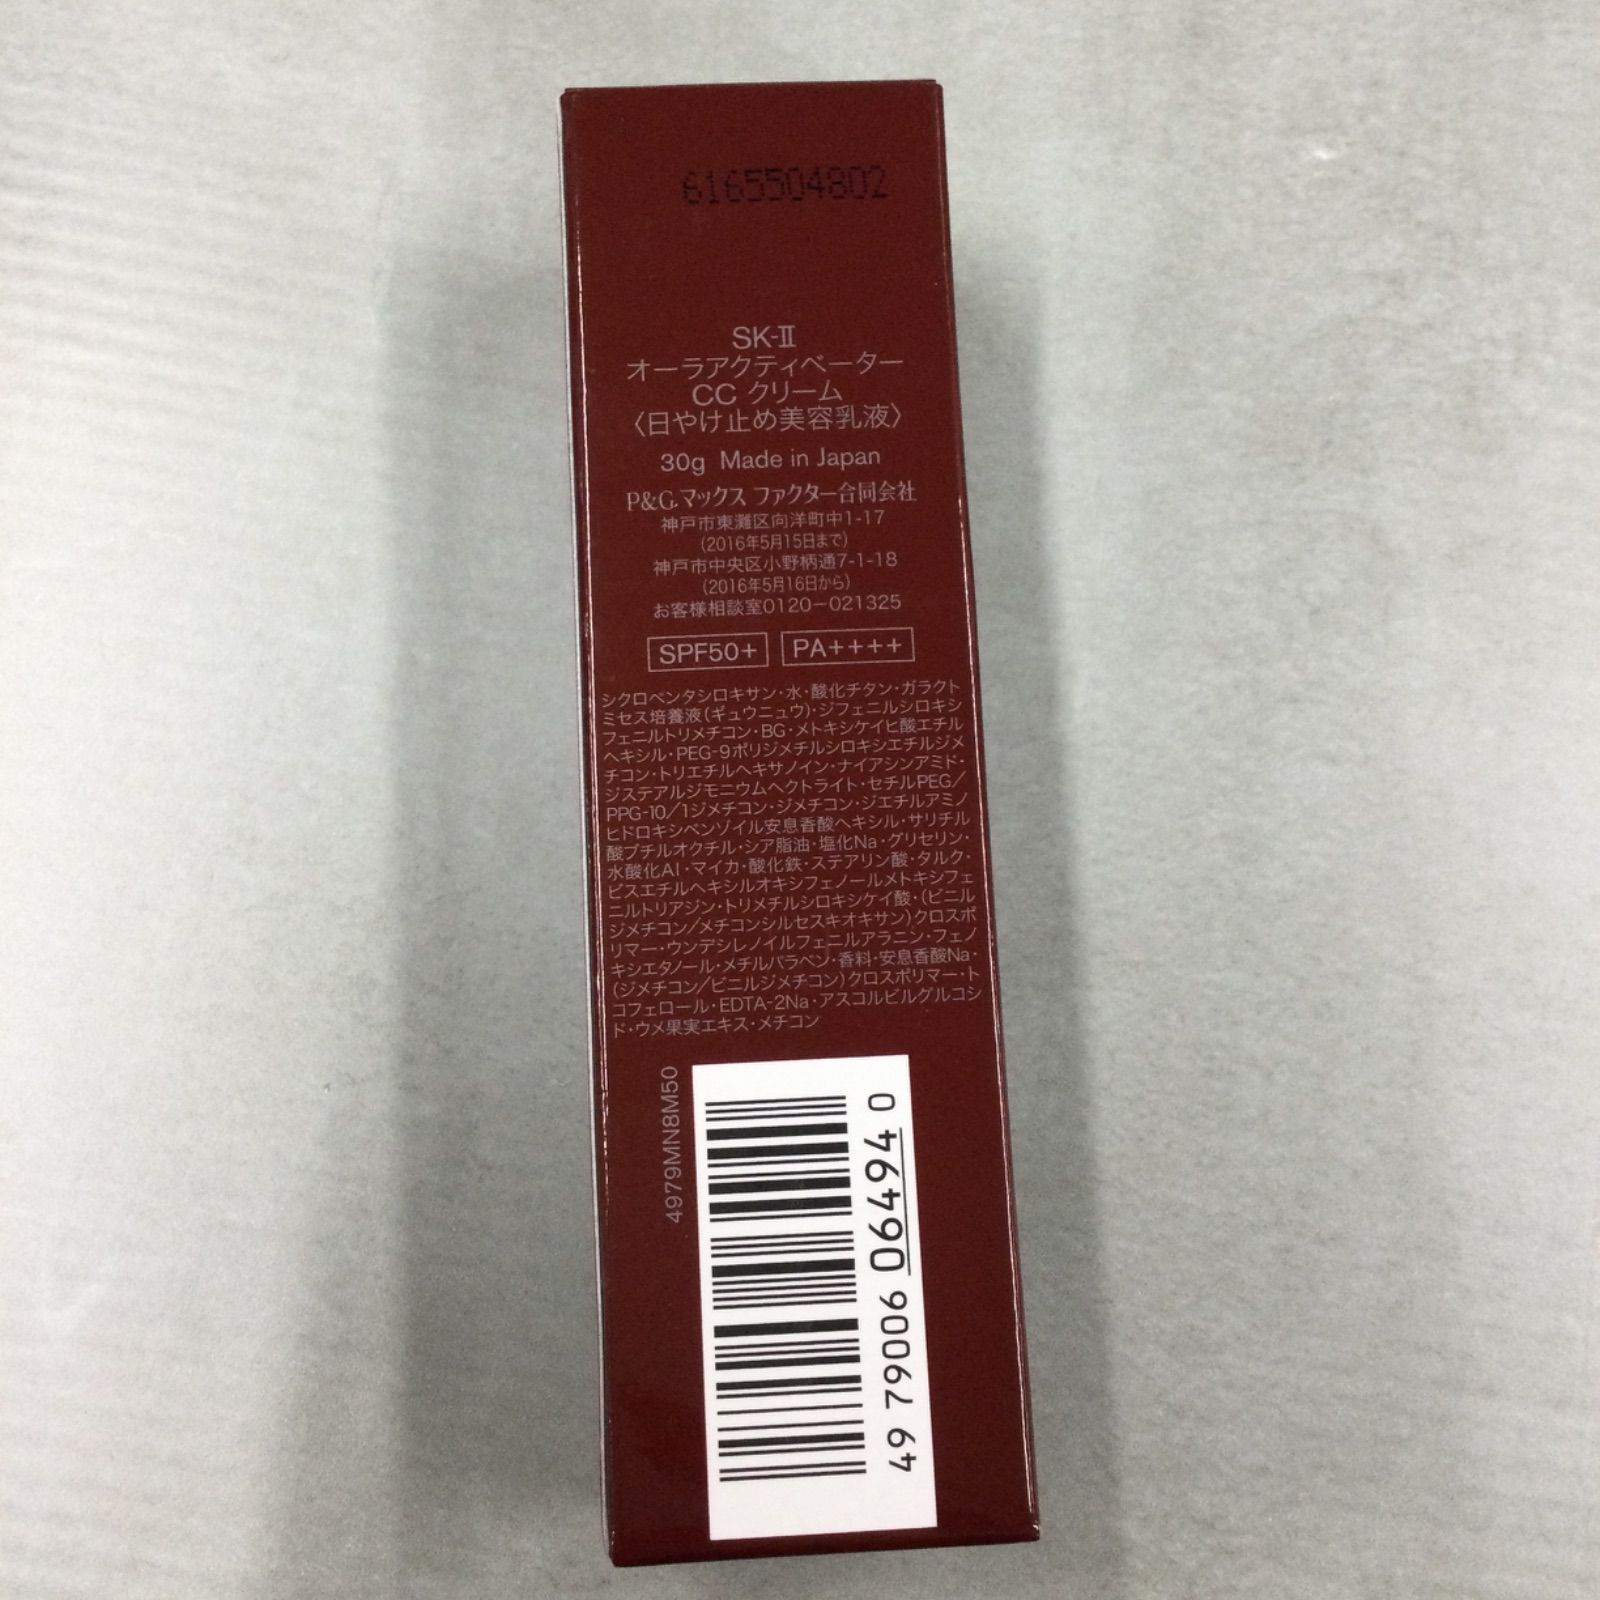 6165504802
SK-Ⅱ
オーラアクティベーター
CC クリーム
〈日やけ止め美容乳液〉
30g Made in Japan
P&G マックス ファクター合同会社
神戸市東灘区向洋町中1-17
(2016年5月15日まで)
神戸市中央区小野柄通7-1-18
(2016年5月16日から)
お客様相談室0120-021325
SPF50+ PA++++
シクロペンタシロキサン・水・酸化チタン・ガラクト
ミセス培養液(ギュウニュウ)・ジフェニルシロキシ
フェニルトリメチコン・BG・メトキシケイヒ酸エチル
ヘキシル・PEG-9ポリジメチルシロキシエチルジメ
チコン・トリエチルヘキサノイン・ナイアシンアミド・
ジステアルジモニウムヘクトライト・セチルPEG/
PPG-10/1ジメチコン・ジメチコン・ジエチルアミノ
ヒドロキシベンゾイル安息香酸ヘキシル・サリチル
酸ブチルオクチル・シア脂油・塩化Na・グリセリン・
水酸化Al・マイカ・酸化鉄・ステアリン酸・タルク・
ビスエチルヘキシルオキシフェノールメトキシフェ
ニルトリアジン・トリメチルシロキシケイ酸・(ビニル
ジメチコン/メチコンシルセスキオキサン)クロスポ
リマー・ウンデシレノイルフェニルアラニン・フェノ
キシエタノール・メチルパラベン・香料・安息香酸Na・
(ジメチコン/ビニルジメチコン)クロスポリマー・ト
コフェロール・EDTA-2Na・アスコルビルグルコシ
ド・ウメ果実エキス・メチコン
4979MN8M50
49 79006 064940